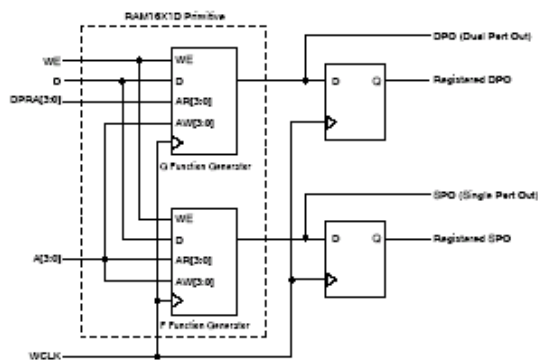 RAM16X1D Primitive
DPO (Dual Port Out)
WE
WE
D
D
D
Q
Registered DPO
DPRA[3:0]
AR[3:0]
AW[3:0]
G Function Generator
SPO (Single Port Out)
WE
D
D
Q
Registered SPO
A[3:0]
AR[3:0]
AW[3:0]
F Function Generator
WCLK